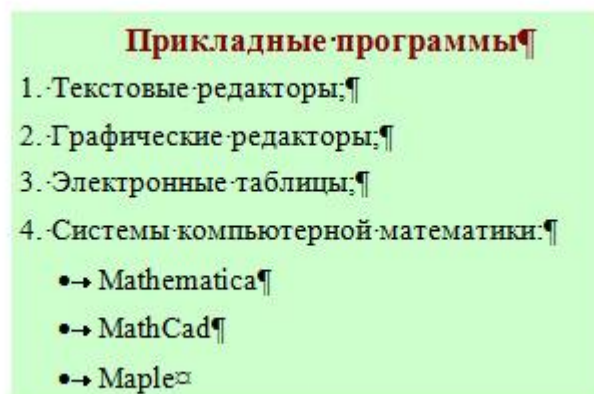 Прикладные·программы¶
1.·Текстовые·редакторы;¶
2.·Графические·редакторы;¶
3.·Электронные·таблицы;¶
4.·Системы·компьютерной·математики:¶
•→ Mathematica¶
•→ MathCad¶
•→ Maple¤